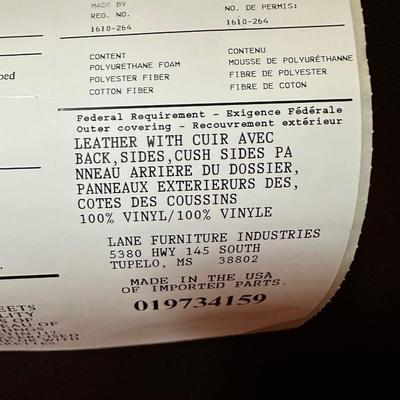 MADE BY
REG. NO.
1610-264
NO. DE PERMIS:
1610-264
CONTENT
POLYURETHANE FOAM
POLYESTER FIBER
COTTON FIBER
CONTENU
MOUSSE DE POLYURÉTHANNE
FIBRE DE POLYESTER
FIBRE DE COTON
Federal Requirement - Exigence Fédérale
Outer covering - Recouvrement extérieur
LEATHER WITH CUIR AVEC
BACK,SIDES,CUSH SIDES PA
NNEAU ARRIERE DU DOSSIER,
PANNEAUX EXTERIERURS DES,
COTES DES COUSSINS
100% VINYL/100% VINYLE
LANE FURNITURE INDUSTRIES
5380 HWY 145 SOUTH
TUPELO, MS 38802
MADE IN THE USA
OF IMPORTED PARTS.
019734159